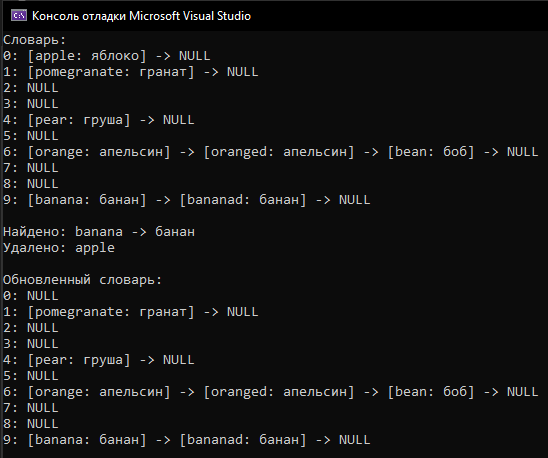 Консоль отладки Microsoft Visual Studio
Словарь:
0: [apple: яблоко] -> NULL
1: [pomegranate: гранат] -> NULL
2: NULL
3: NULL
4: [pear: груша] -> NULL
5: NULL
6: [orange: апельсин] -> [oranged: апельсин] -> [bean: боб] -> NULL
7: NULL
8: NULL
9: [banana: банан] -> [bananad: банан] -> NULL
Найдено: banana -> банан
Удалено: apple
Обновленный словарь:
0: NULL
1: [pomegranate: гранат] -> NULL
2: NULL
3: NULL
4: [pear: груша] -> NULL
5: NULL
6: [orange: апельсин] -> [oranged: апельсин] -> [bean: боб] -> NULL
7: NULL
8: NULL
9: [banana: банан] -> [bananad: банан] -> NULL